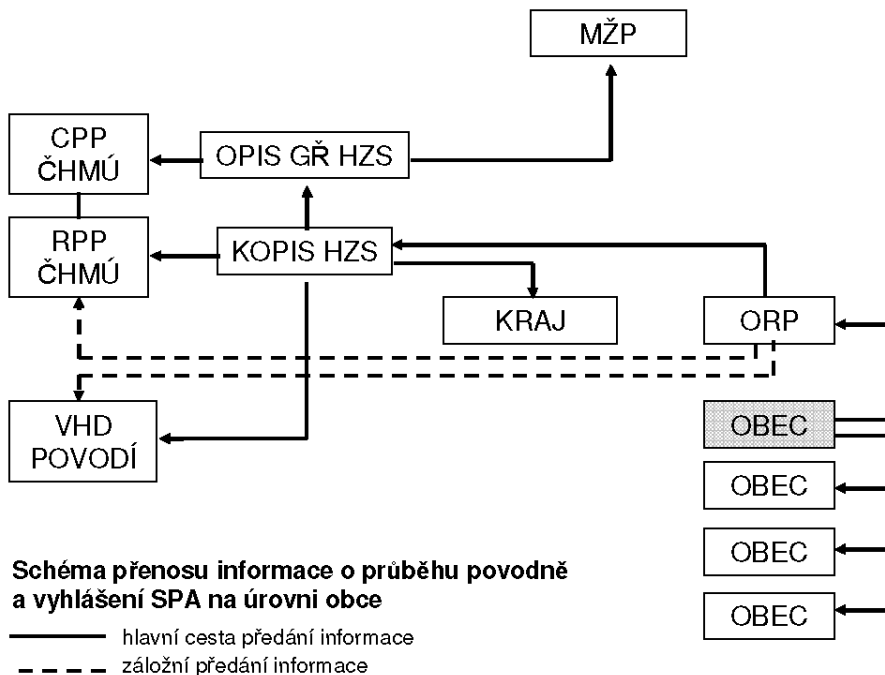 MŽP
CPP
ČHMÚ
OPIS GŘ HZS
RPP
ČHMÚ
KOPIS HZS
KRAJ
ORP
VHD
POVODÍ
OBEC
OBEC
OBEC
OBEC
Schéma přenosu informace o průběhu povodně
a vyhlášení SPA na úrovni obce
hlavní cesta předání informace
záložní předání informace